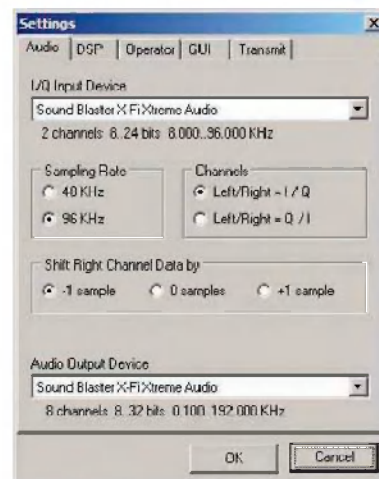 Settings
Audio DSP Operator GUI Transmit
I/Q Input Device
Sound Blaster X-Fi Xtreme Audio
2 channels 8..24 bits 8.000..96.000 KHz
Sampling Rate
48 KHz
96 KHz
Channels
Left/Right = I / Q
Left/Right = Q / I
Shift Right Channel Data by
-1 sample 0 samples +1 sample
Audio Output Device
Sound Blaster X-Fi Xtreme Audio
8 channels 8..32 bits 0.100..192.000 KHz
OK Cancel